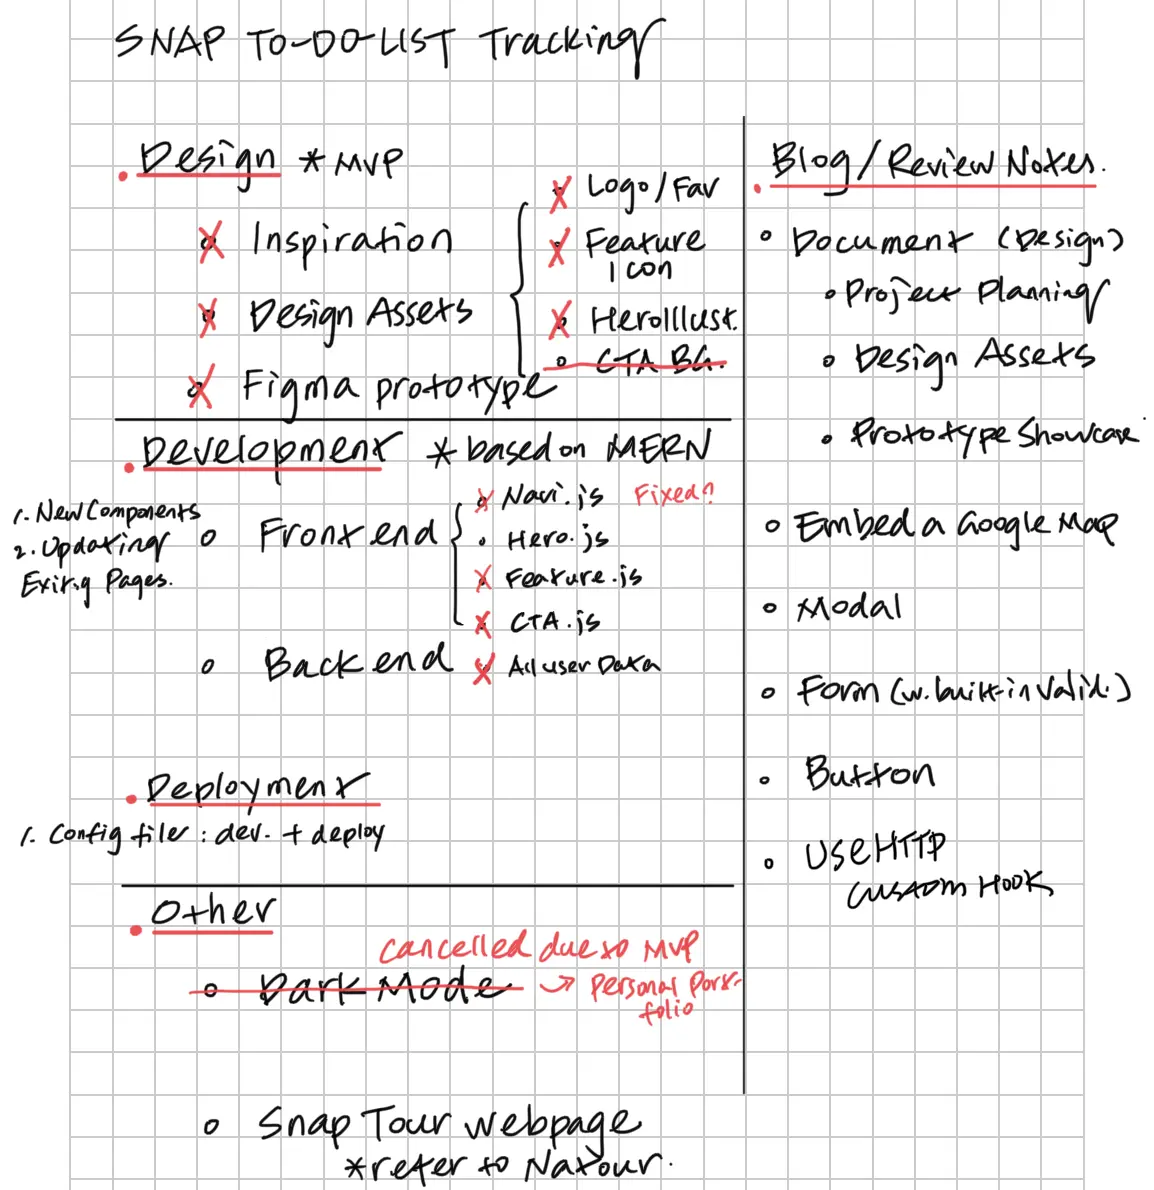 SNAP TO-DO-LIST Tracking
Design *MVP
Inspiration
Design Assets
Logo/Fav
Feature
Icon
HeroIllust.
CTA BG.
Figma prototype
Development *based on MERN
1. New Components
2. Updating
Exit.g Pages.
Frontend
Navi.js Fixed?
Hero.js
Feature.js
CTA.js
Backend
All user Data
Deployment
1. Config file : dev. + deploy
Other
cancelled due to MVP
Dark Mode
→ Personal Port-
folio
Snap Tour webpage
*refer to Natour.
Blog/Review Notes.
Document (Design)
Project Planning
Design Assets
Prototype Showcase
Embed a Google Map
Modal
Form (w. built-in Valid.)
Button
UseHTTP
custom HOOK